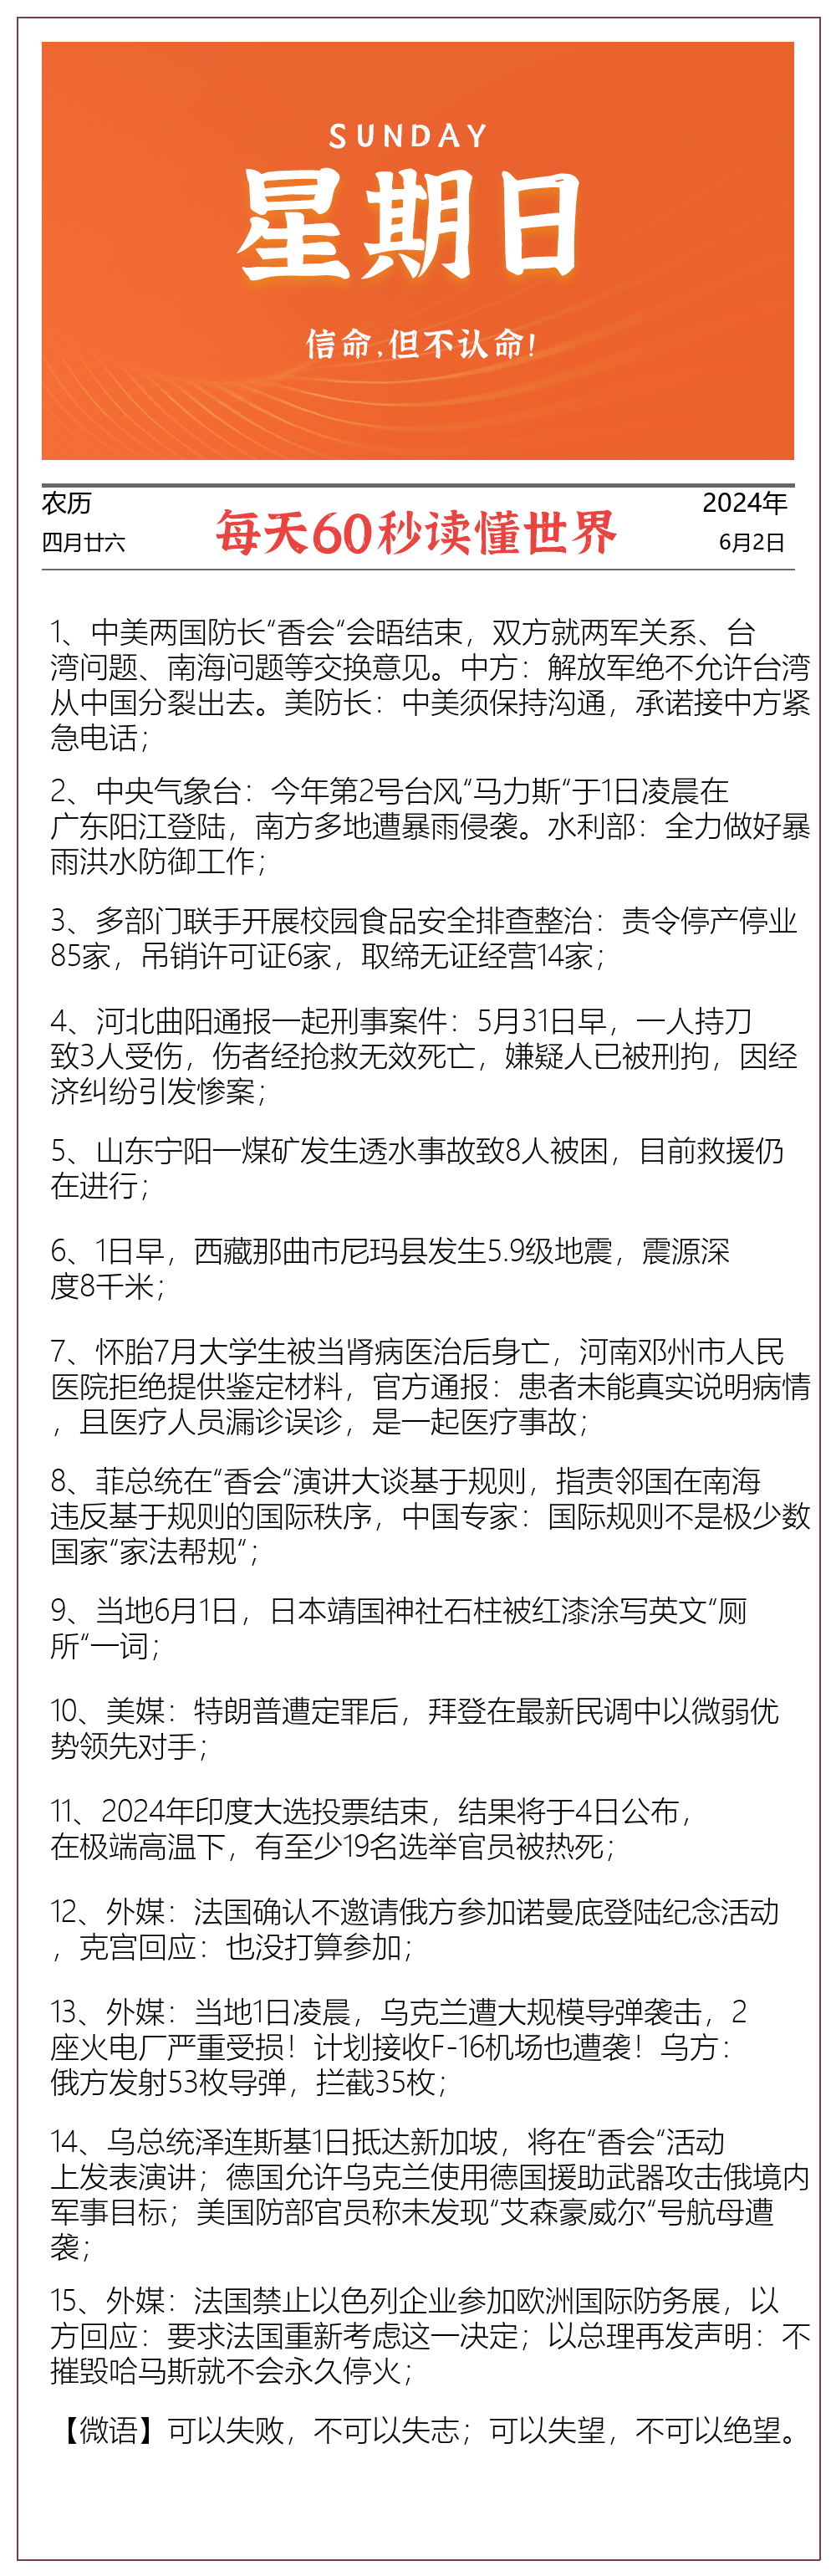 SUNDAY
星期日
信命,但不认命!
农历
2024年
每天60秒读懂世界
四月廿六
6月2日
1、中美两国防长“香会“会晤结束，双方就两军关系、台
湾问题、南海问题等交换意见。中方：解放军绝不允许台湾
从中国分裂出去。美防长：中美须保持沟通，承诺接中方紧
急电话；
2、中央气象台：今年第2号台风“马力斯“于1日凌晨在
广东阳江登陆，南方多地遭暴雨侵袭。水利部：全力做好暴
雨洪水防御工作；
3、多部门联手开展校园食品安全排查整治：责令停产停业
85家，吊销许可证6家，取缔无证经营14家；
4、河北曲阳通报一起刑事案件：5月31日早，一人持刀
致3人受伤，伤者经抢救无效死亡，嫌疑人已被刑拘，因经
济纠纷引发惨案；
5、山东宁阳一煤矿发生透水事故致8人被困，目前救援仍
在进行；
6、1日早，西藏那曲市尼玛县发生5.9级地震，震源深
度8千米；
7、怀胎7月大学生被当肾病医治后身亡，河南邓州市人民
医院拒绝提供鉴定材料，官方通报：患者未能真实说明病情
，且医疗人员漏诊误诊，是一起医疗事故；
8、菲总统在“香会“演讲大谈基于规则，指责邻国在南海
违反基于规则的国际秩序，中国专家：国际规则不是极少数
国家“家法帮规“；
9、当地6月1日，日本靖国神社石柱被红漆涂写英文“厕
所“一词；
10、美媒：特朗普遭定罪后，拜登在最新民调中以微弱优
势领先对手；
11、2024年印度大选投票结束，结果将于4日公布，
在极端高温下，有至少19名选举官员被热死；
12、外媒：法国确认不邀请俄方参加诺曼底登陆纪念活动
，克宫回应：也没打算参加；
13、外媒：当地1日凌晨，乌克兰遭大规模导弹袭击，2
座火电厂严重受损！计划接收F-16机场也遭袭！乌方：
俄方发射53枚导弹，拦截35枚；
14、乌总统泽连斯基1日抵达新加坡，将在“香会“活动
上发表演讲；德国允许乌克兰使用德国援助武器攻击俄境内
军事目标；美国防部官员称未发现“艾森豪威尔“号航母遭
袭；
15、外媒：法国禁止以色列企业参加欧洲国际防务展，以
方回应：要求法国重新考虑这一决定；以总理再发声明：不
摧毁哈马斯就不会永久停火；
【微语】可以失败，不可以失志；可以失望，不可以绝望。